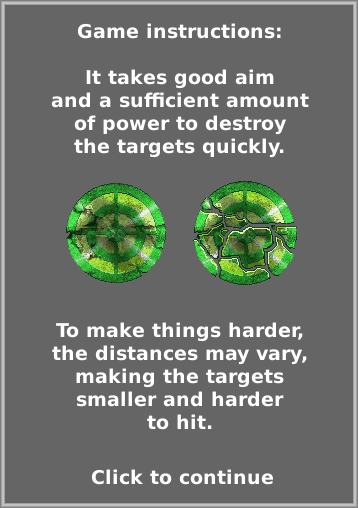 Game instructions:
It takes good aim
and a sufficient amount
of power to destroy
the targets quickly.
To make things harder,
the distances may vary,
making the targets
smaller and harder
to hit.
Click to continue